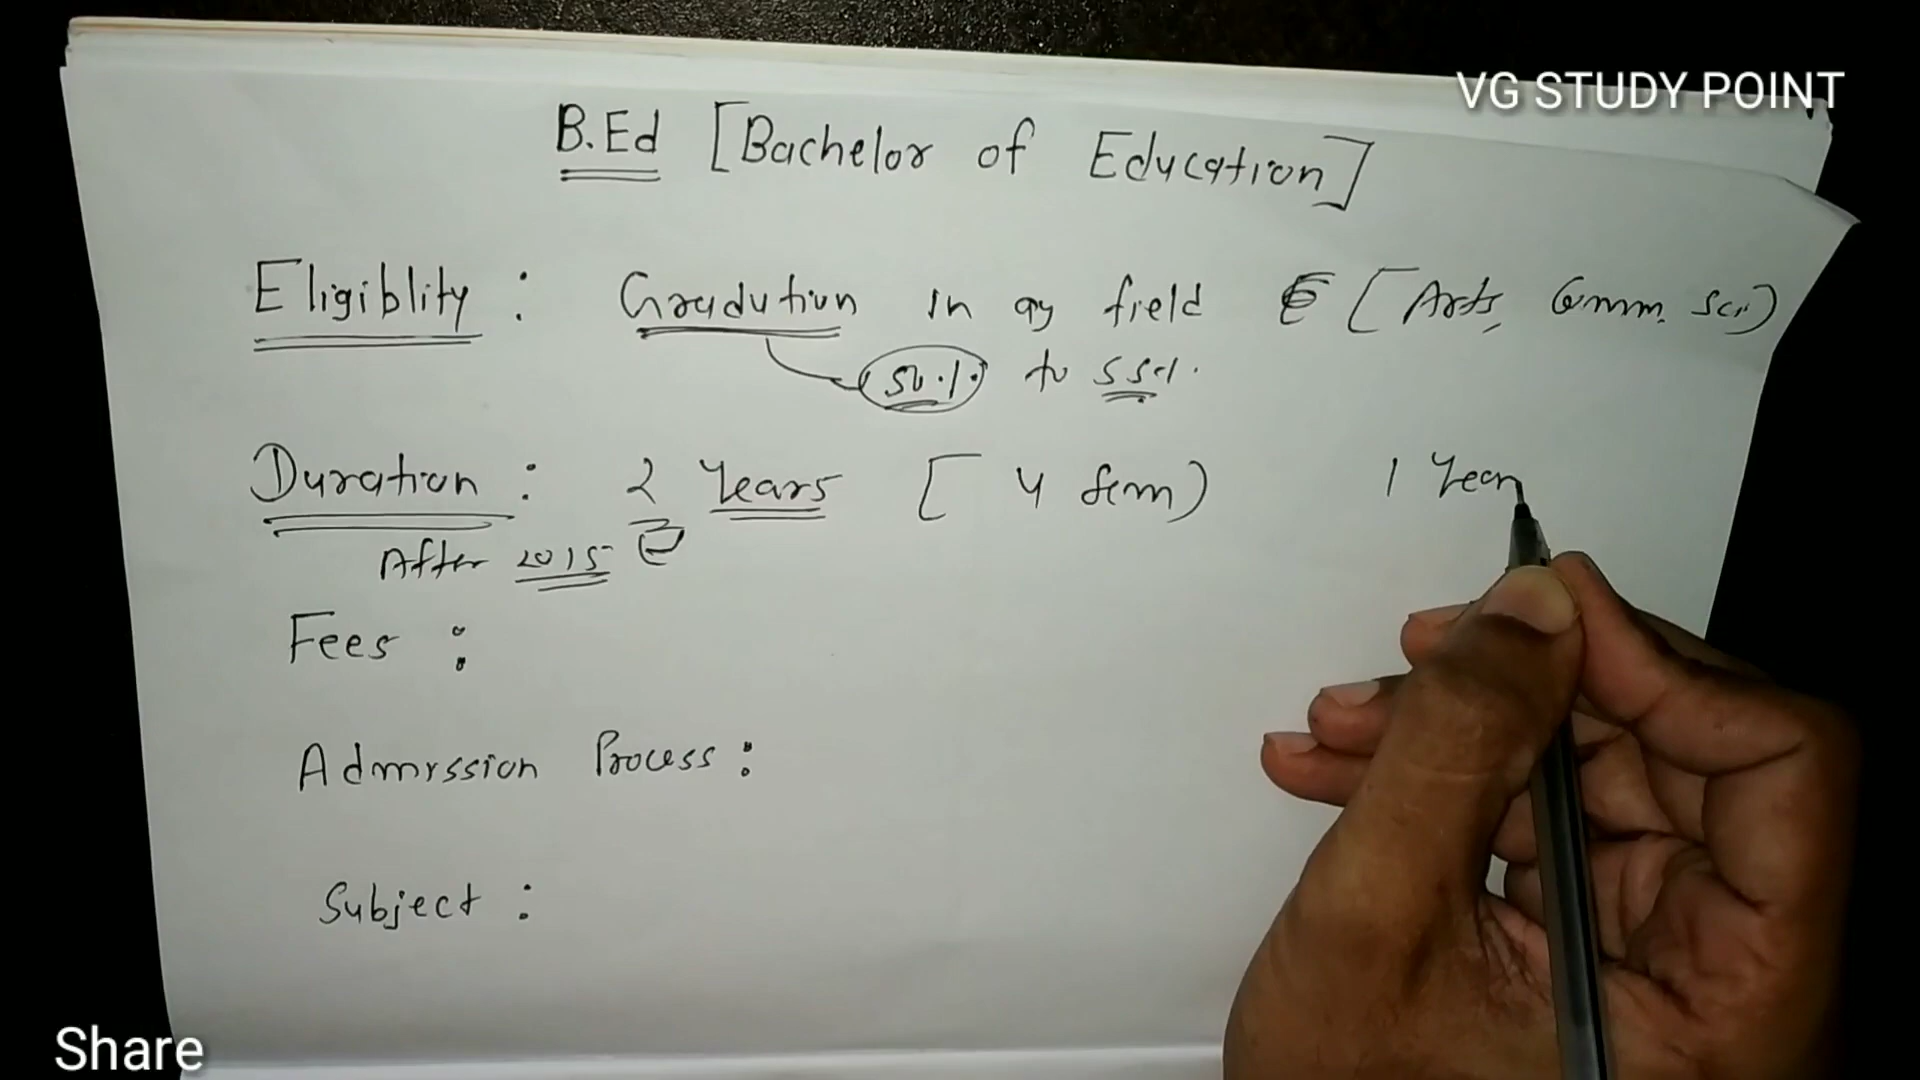 VG STUDY POINT
B.Ed [Bachelor of Education]
Eligiblity : Gradution in ay field [Arts, Comm. Sci)
50% to 55%.
Duration : 2 Years [ 4 Sem) 1 Year
After 2015
Fees :
Admission Process :
Subject :
Share